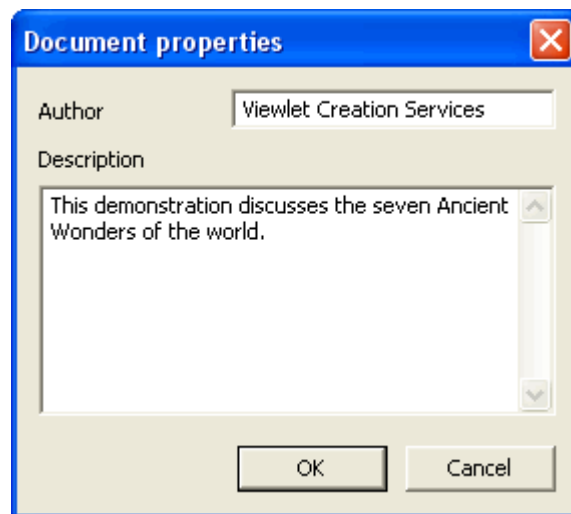 Document properties
Author
Viewlet Creation Services
Description
This demonstration discusses the seven Ancient
Wonders of the world.
OK
Cancel